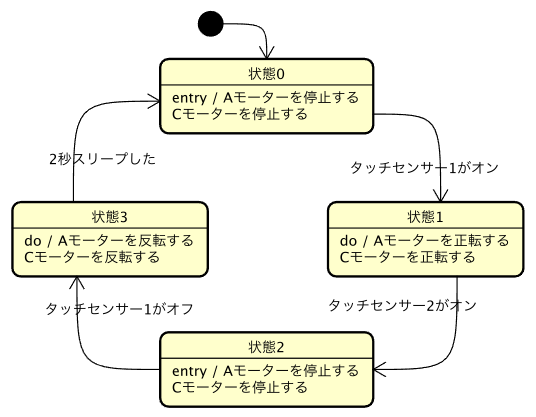 状態0
entry / Aモーターを停止する
Cモーターを停止する
2秒スリープした
タッチセンサー1がオン
状態3
do / Aモーターを反転する
Cモーターを反転する
状態1
do / Aモーターを正転する
Cモーターを正転する
タッチセンサー1がオフ
タッチセンサー2がオン
状態2
entry / Aモーターを停止する
Cモーターを停止する